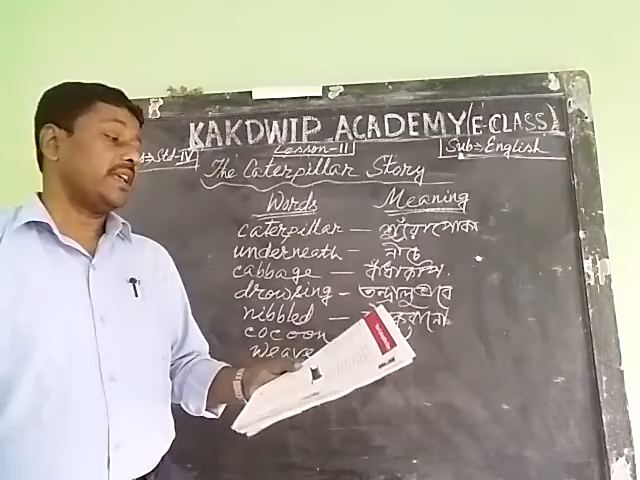 KAKDWIP ACADEMY (E-CLASS)
Std-IV
Lesson-II
Sub⇒English
The Caterpillar Story
Words Meaning
caterpillar — শুঁয়োপোকা
underneath - নীচে
cabbage — বাঁধাকপি.
drowsing - তন্দ্রালুভাবে
nibbled —
cocoon
weave